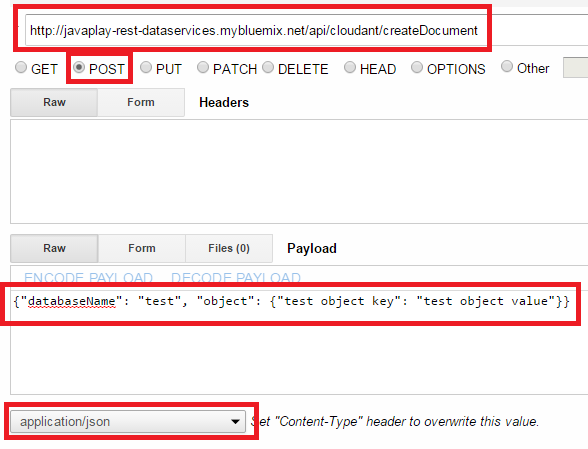 http://javaplay-rest-dataservices.mybluemix.net/api/cloudant/createDocument
GET POST PUT PATCH DELETE HEAD OPTIONS Other
Raw Form Headers
Raw Form Files (0) Payload
ENCODE PAYLOAD DECODE PAYLOAD
{"databaseName": "test", "object": {"test object key": "test object value"}}
application/json Set "Content-Type" header to overwrite this value.